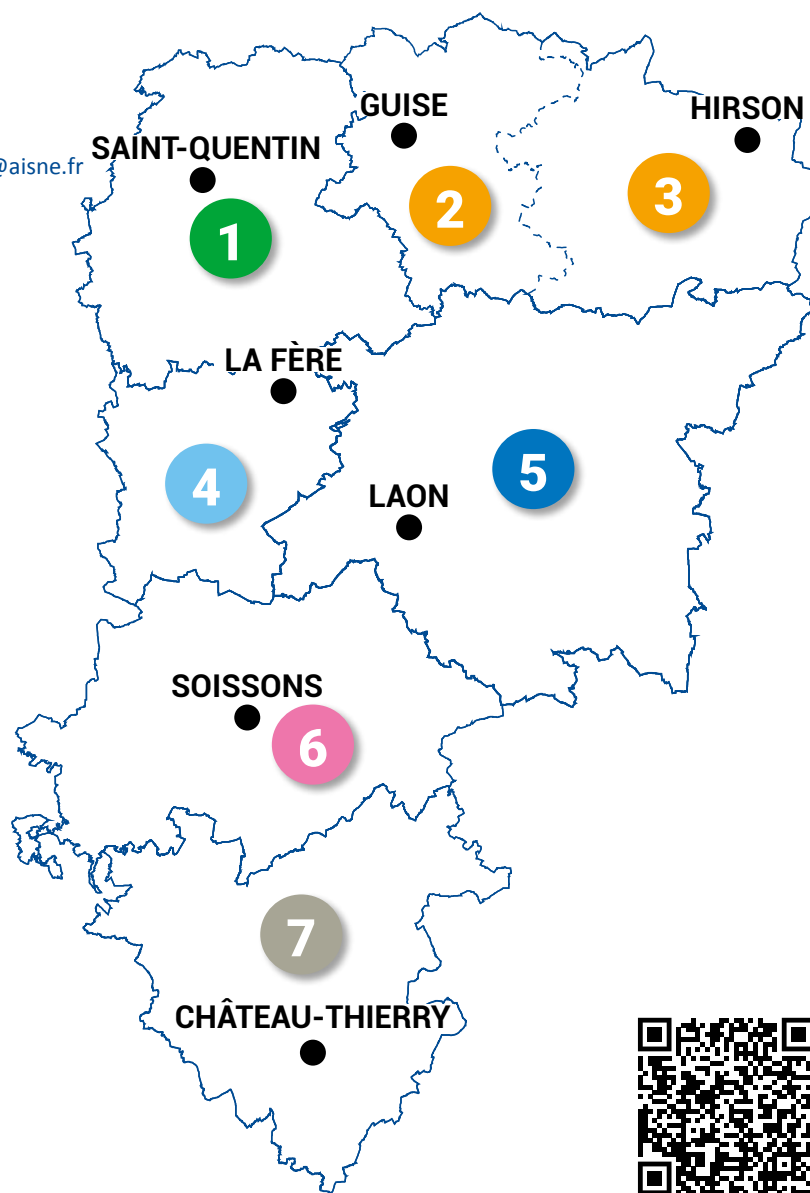 GUISE
HIRSON
SAINT-QUENTIN
@aisne.fr
1
2
3
LA FÈRE
4
5
LAON
SOISSONS
6
7
CHÂTEAU-THIERRY